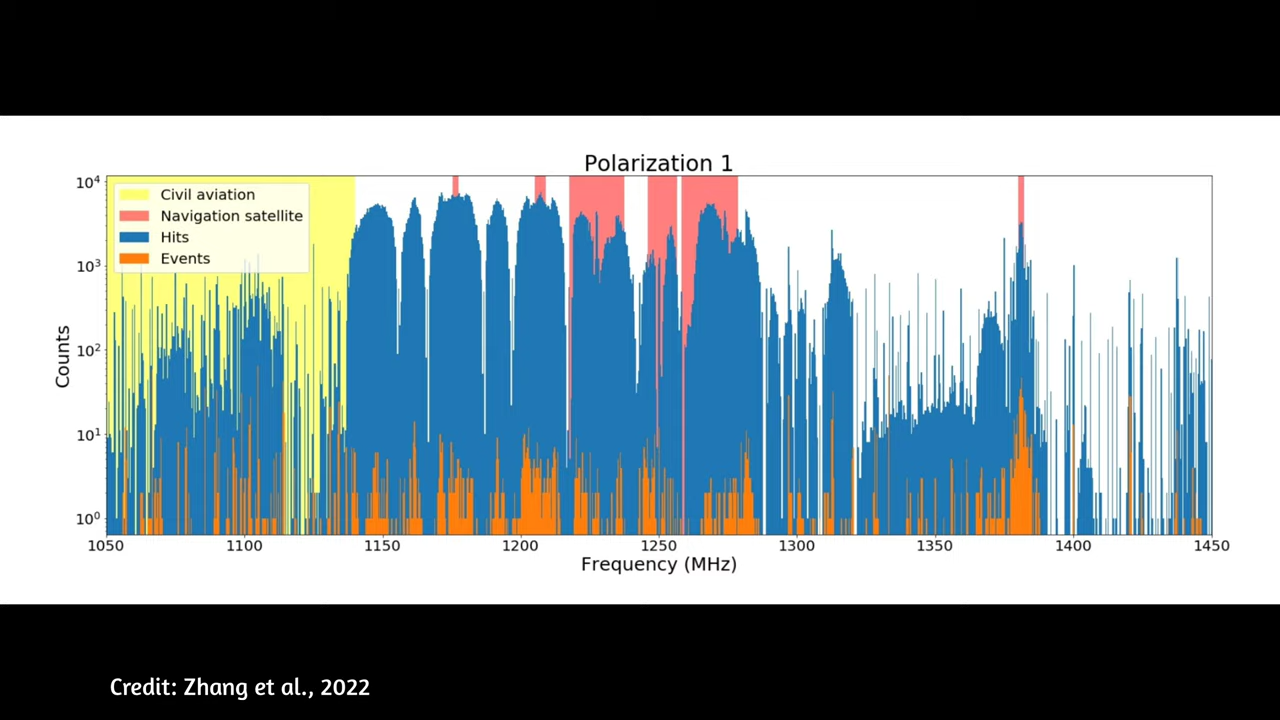 Polarization 1
Civil aviation
Navigation satellite
Hits
Events
Counts
10⁴
10³
10²
10¹
10⁰
1050 1100 1150 1200 1250 1300 1350 1400 1450
Frequency (MHz)
Credit: Zhang et al., 2022